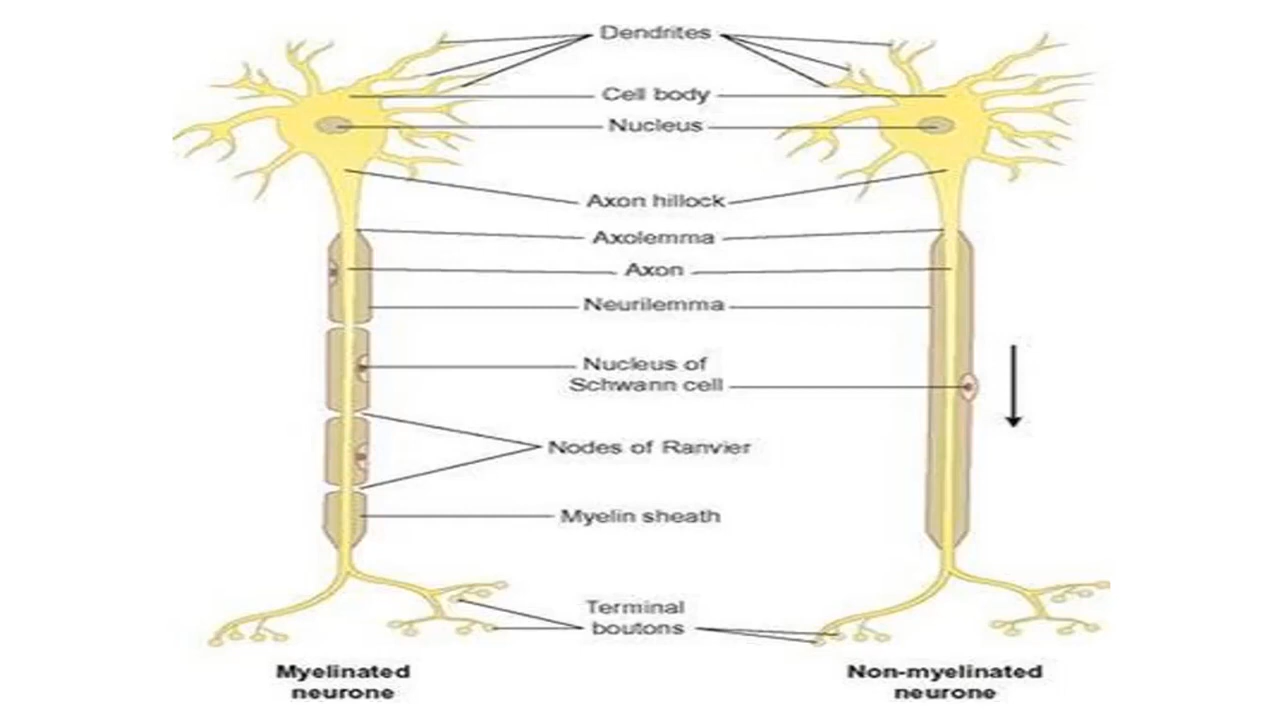 Dendrites
Cell body
Nucleus
Axon hillock
Axolemma
Axon
Neurilemma
Nucleus of
Schwann cell
Nodes of Ranvier
Myelin sheath
Terminal
boutons
Myelinated
neurone
Non-myelinated
neurone